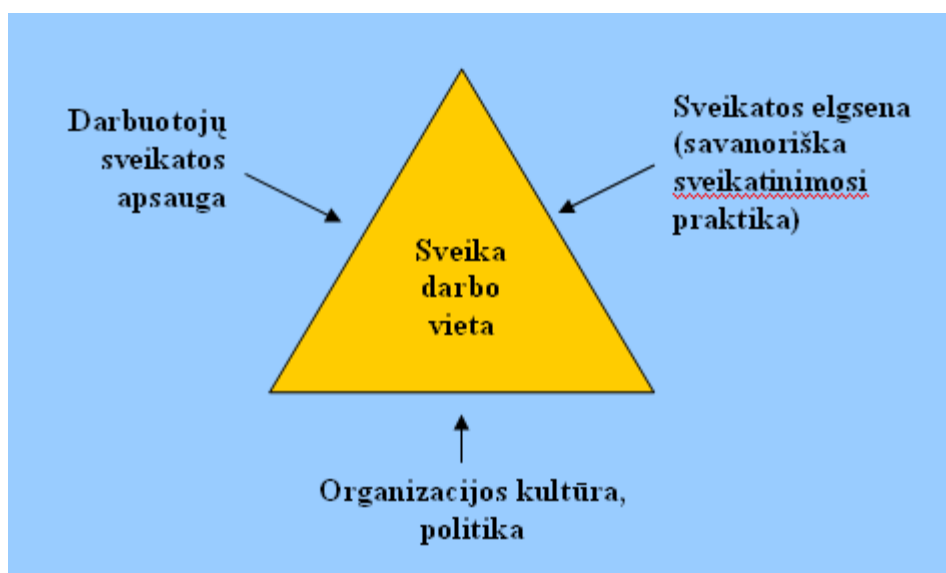 Darbuotojų
sveikatos
apsauga
Sveikatos elgsena
(savanoriška
sveikatinimosi
praktika)
Sveika
darbo
vieta
Organizacijos kultūra,
politika